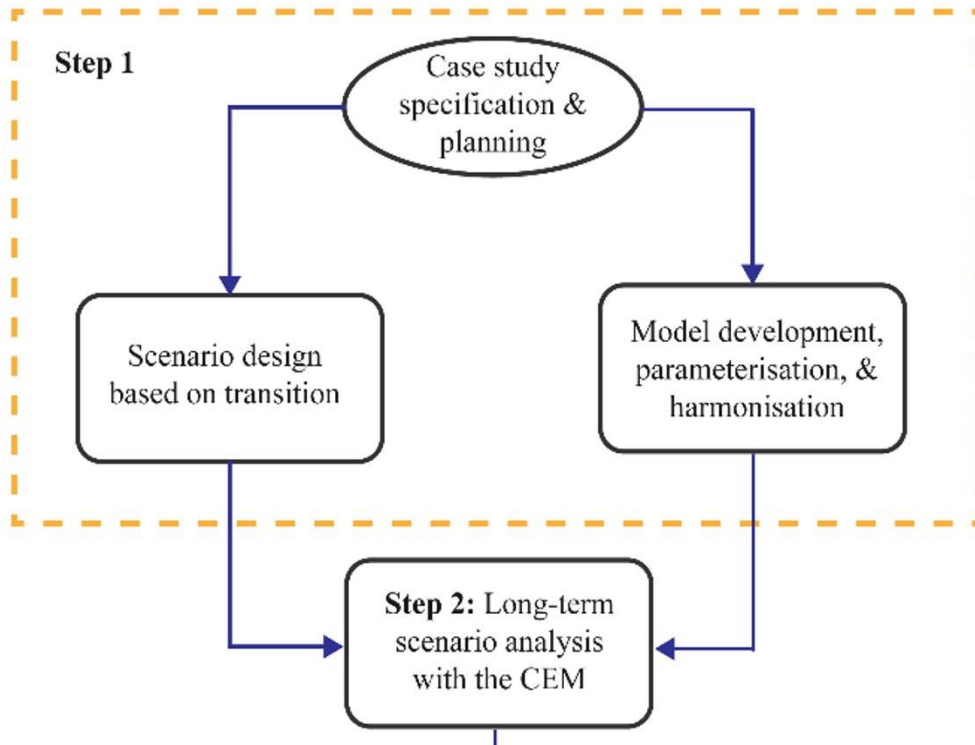 Step 1
Case study
specification &
planning
Scenario design
based on transition
Model development,
parameterisation, &
harmonisation
Step 2: Long-term
scenario analysis
with the CEM